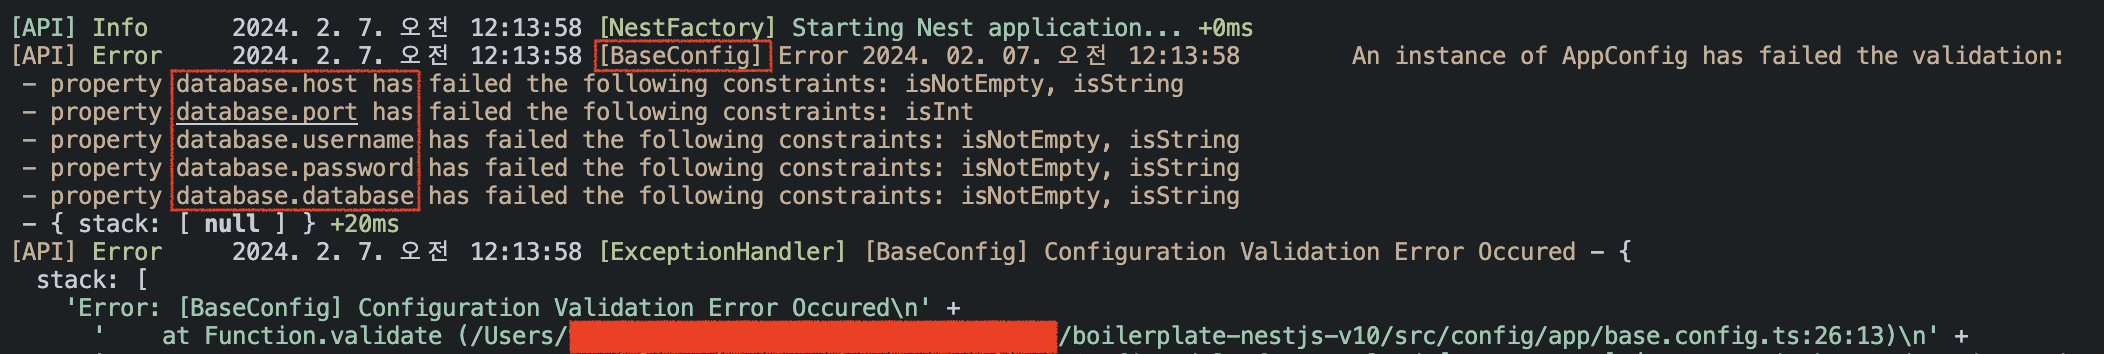 [API] Info 2024. 2. 7. 오전 12:13:58 [NestFactory] Starting Nest application... +0ms
[API] Error 2024. 2. 7. 오전 12:13:58 [BaseConfig] Error 2024. 02. 07. 오전 12:13:58 An instance of AppConfig has failed the validation:
- property database.host has failed the following constraints: isNotEmpty, isString
- property database.port has failed the following constraints: isInt
- property database.username has failed the following constraints: isNotEmpty, isString
- property database.password has failed the following constraints: isNotEmpty, isString
- property database.database has failed the following constraints: isNotEmpty, isString
- { stack: [ null ] } +20ms
[API] Error 2024. 2. 7. 오전 12:13:58 [ExceptionHandler] [BaseConfig] Configuration Validation Error Occured - {
stack: [
'Error: [BaseConfig] Configuration Validation Error Occured\n' +
' at Function.validate (/Users/ /boilerplate-nestjs-v10/src/config/app/base.config.ts:26:13)\n' +